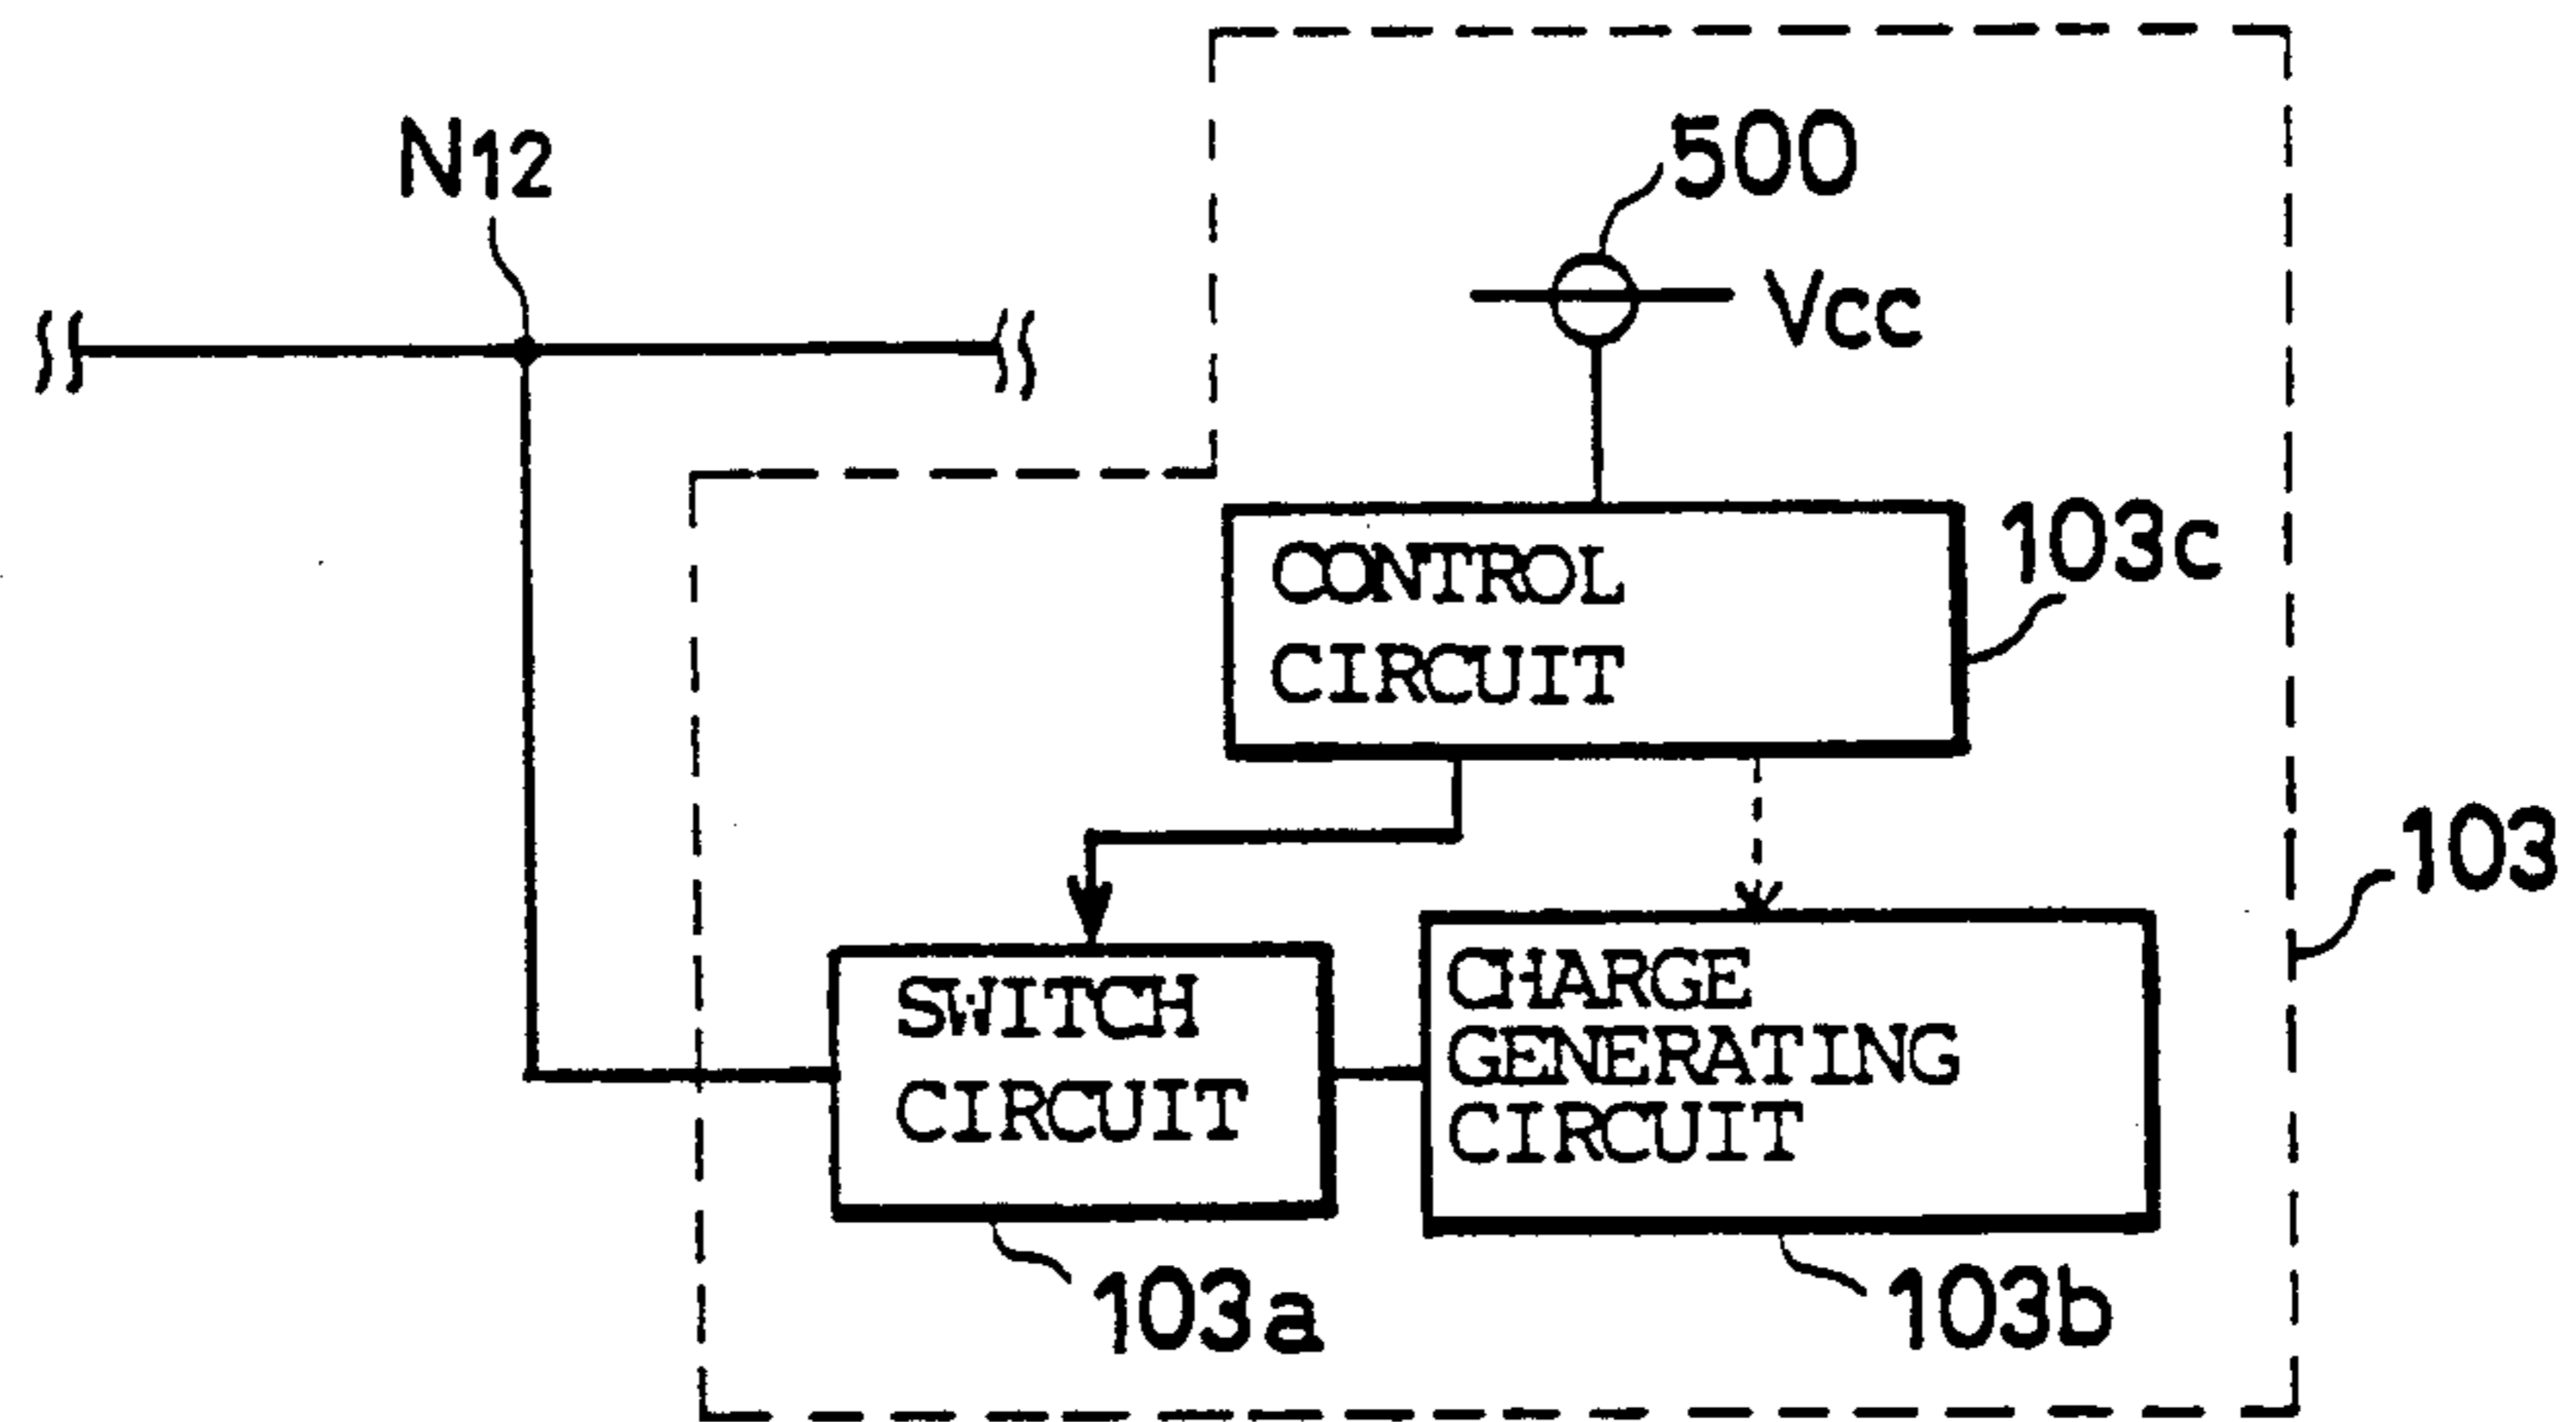 N12
500
Vcc
CONTROL
CIRCUIT
103c
103
SWITCH
CIRCUIT
CHARGE
GENERATING
CIRCUIT
103a
103b